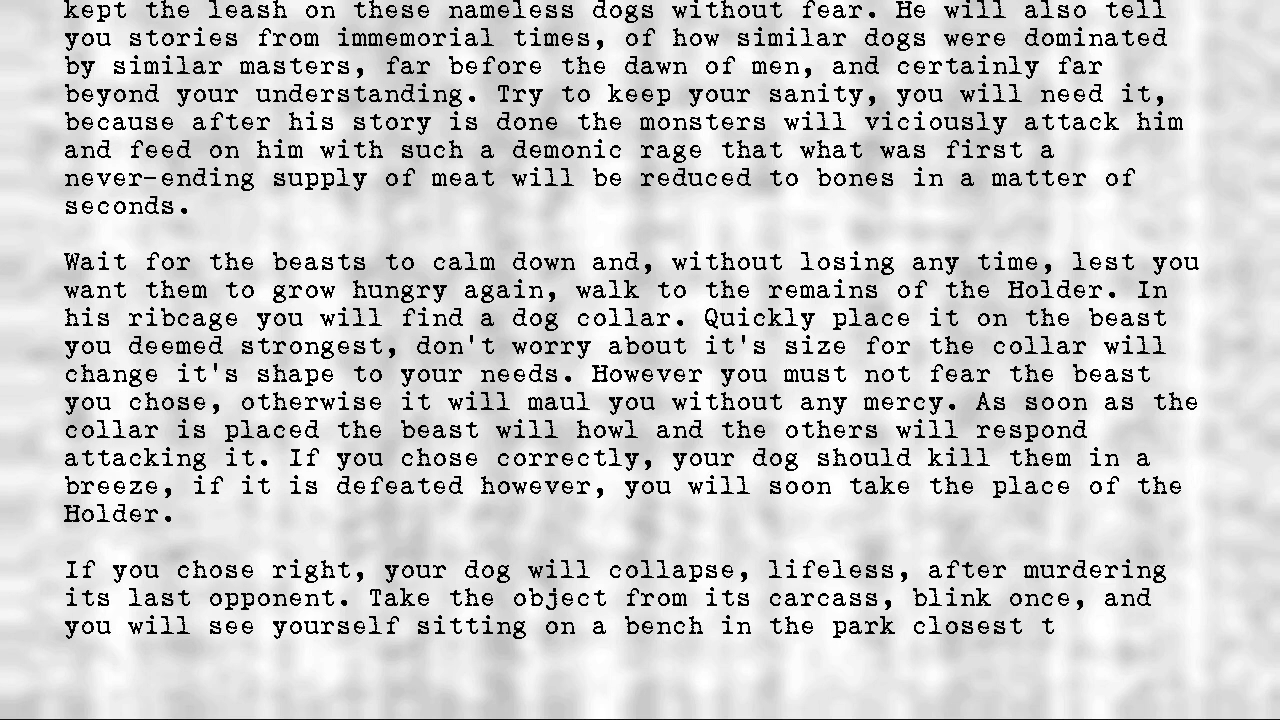 kept the leash on these nameless dogs without fear. He will also tell
you stories from immemorial times, of how similar dogs were dominated
by similar masters, far before the dawn of men, and certainly far
beyond your understanding. Try to keep your sanity, you will need it,
because after his story is done the monsters will viciously attack him
and feed on him with such a demonic rage that what was first a
never-ending supply of meat will be reduced to bones in a matter of
seconds.

Wait for the beasts to calm down and, without losing any time, lest you
want them to grow hungry again, walk to the remains of the Holder. In
his ribcage you will find a dog collar. Quickly place it on the beast
you deemed strongest, don't worry about it's size for the collar will
change it's shape to your needs. However you must not fear the beast
you chose, otherwise it will maul you without any mercy. As soon as the
collar is placed the beast will howl and the others will respond
attacking it. If you chose correctly, your dog should kill them in a
breeze, if it is defeated however, you will soon take the place of the
Holder.

If you chose right, your dog will collapse, lifeless, after murdering
its last opponent. Take the object from its carcass, blink once, and
you will see yourself sitting on a bench in the park closest t